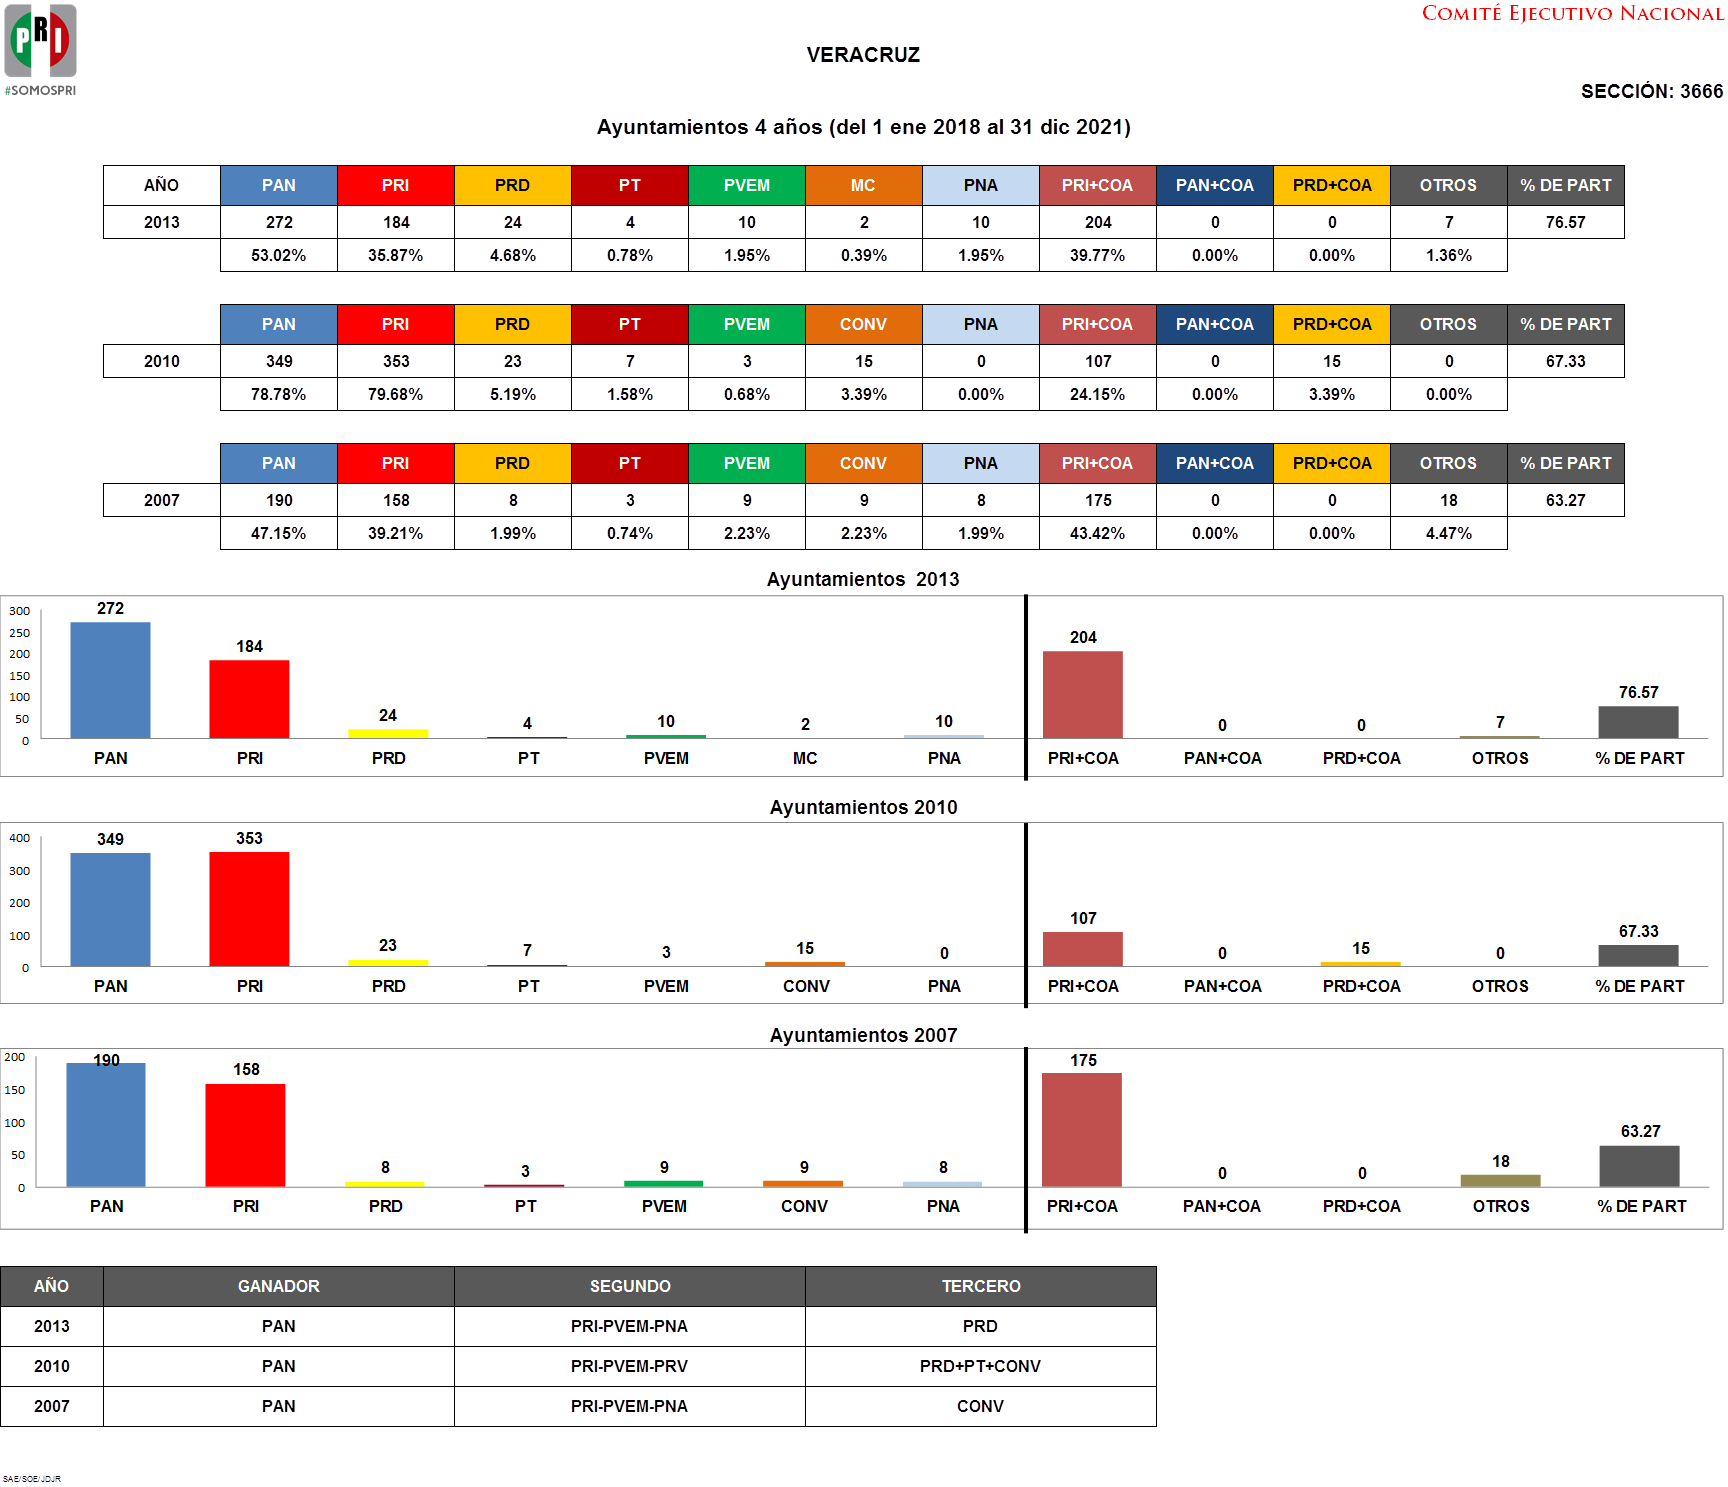 PRI
#SOMOSPRI
COMITÉ EJECUTIVO NACIONAL
VERACRUZ
SECCIÓN: 3666
Ayuntamientos 4 años (del 1 ene 2018 al 31 dic 2021)
AÑO PAN PRI PRD PT PVEM MC PNA PRI+COA PAN+COA PRD+COA OTROS % DE PART
2013 272 184 24 4 10 2 10 204 0 0 7 76.57
53.02% 35.87% 4.68% 0.78% 1.95% 0.39% 1.95% 39.77% 0.00% 0.00% 1.36%
PAN PRI PRD PT PVEM CONV PNA PRI+COA PAN+COA PRD+COA OTROS % DE PART
2010 349 353 23 7 3 15 0 107 0 15 0 67.33
78.78% 79.68% 5.19% 1.58% 0.68% 3.39% 0.00% 24.15% 0.00% 3.39% 0.00%
PAN PRI PRD PT PVEM CONV PNA PRI+COA PAN+COA PRD+COA OTROS % DE PART
2007 190 158 8 3 9 9 8 175 0 0 18 63.27
47.15% 39.21% 1.99% 0.74% 2.23% 2.23% 1.99% 43.42% 0.00% 0.00% 4.47%
Ayuntamientos 2013
300
250
200
150
100
50
0
272 184 24 4 10 2 10 204 0 0 7 76.57
PAN PRI PRD PT PVEM MC PNA PRI+COA PAN+COA PRD+COA OTROS % DE PART
Ayuntamientos 2010
400
300
200
100
0
349 353 23 7 3 15 0 107 0 15 0 67.33
PAN PRI PRD PT PVEM CONV PNA PRI+COA PAN+COA PRD+COA OTROS % DE PART
Ayuntamientos 2007
200
150
100
50
0
190 158 8 3 9 9 8 175 0 0 18 63.27
PAN PRI PRD PT PVEM CONV PNA PRI+COA PAN+COA PRD+COA OTROS % DE PART
AÑO GANADOR SEGUNDO TERCERO
2013 PAN PRI-PVEM-PNA PRD
2010 PAN PRI-PVEM-PRV PRD+PT+CONV
2007 PAN PRI-PVEM-PNA CONV
SAE/SOE/JDJR